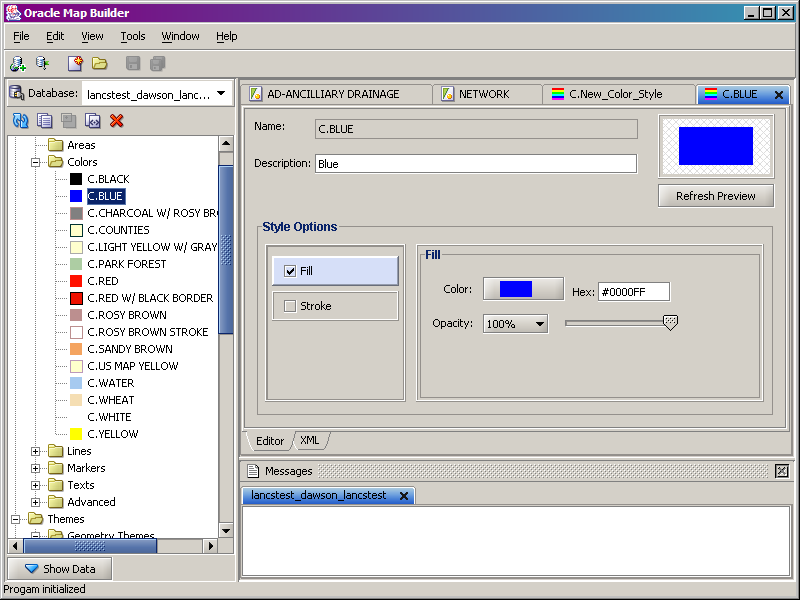 Oracle Map Builder
File Edit View Tools Window Help
Database: lancstest_dawson_lanc...
Areas
Colors
C.BLACK
C.BLUE
C.CHARCOAL W/ ROSY BR
C.COUNTIES
C.LIGHT YELLOW W/ GRAY
C.PARK FOREST
C.RED
C.RED W/ BLACK BORDER
C.ROSY BROWN
C.ROSY BROWN STROKE
C.SANDY BROWN
C.US MAP YELLOW
C.WATER
C.WHEAT
C.WHITE
C.YELLOW
Lines
Markers
Texts
Advanced
Themes
Geometry Themes
Show Data
AD-ANCILLIARY DRAINAGE NETWORK C.New_Color_Style C.BLUE
Name: C.BLUE
Description: Blue
Refresh Preview
Style Options
Fill
Stroke
Fill
Color: Hex: #0000FF
Opacity: 100%
Editor XML
Messages
lancstest_dawson_lancstest
Progam initialized